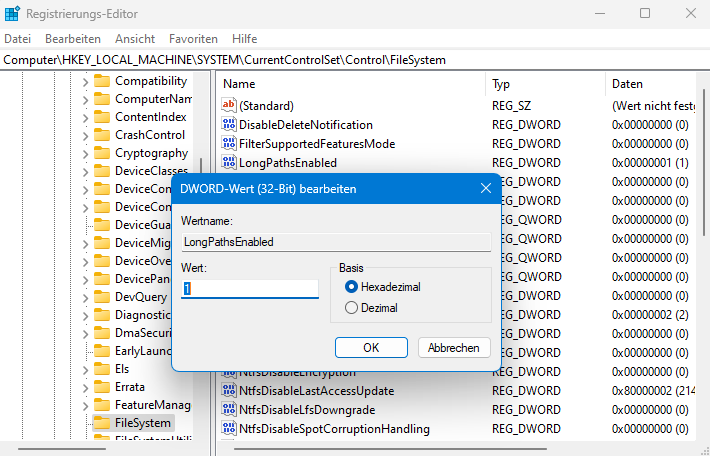 Registrierungs-Editor
Datei Bearbeiten Ansicht Favoriten Hilfe
Computer\HKEY_LOCAL_MACHINE\SYSTEM\CurrentControlSet\Control\FileSystem
Compatibility
ComputerNam
ContentIndex
CrashControl
Cryptography
DeviceClasses
DeviceCon
DeviceCon
DeviceGua
DeviceMig
DeviceOve
DevicePan
DevQuery
Diagnostic
DmaSecuri
EarlyLaunc
Els
Errata
FeatureManag
FileSystem
FileSystemUtili
Name Typ Daten
(Standard) REG_SZ (Wert nicht festg
DisableDeleteNotification REG_DWORD 0x00000000 (0)
FilterSupportedFeaturesMode REG_DWORD 0x00000000 (0)
LongPathsEnabled REG_DWORD 0x00000001 (1)
DWORD-Wert (32-Bit) bearbeiten
Wertname:
LongPathsEnabled
Wert:
1
Basis
Hexadezimal
Dezimal
OK Abbrechen
REG_DWORD 0x00000000 (0)
REG_DWORD 0x00000000 (0)
REG_QWORD 0x00000000 (0)
REG_QWORD 0x00000000 (0)
REG_QWORD 0x00000000 (0)
REG_DWORD 0x00000000 (0)
REG_DWORD 0x00000000 (0)
REG_DWORD 0x00000002 (2)
REG_DWORD 0x00000000 (0)
REG_DWORD 0x00000000 (0)
NtfsDisableEncryption REG_DWORD 0x00000000 (0)
NtfsDisableLastAccessUpdate REG_DWORD 0x80000002 (214
NtfsDisableLfsDowngrade REG_DWORD 0x00000000 (0)
NtfsDisableSpotCorruptionHandling REG_DWORD 0x00000000 (0)